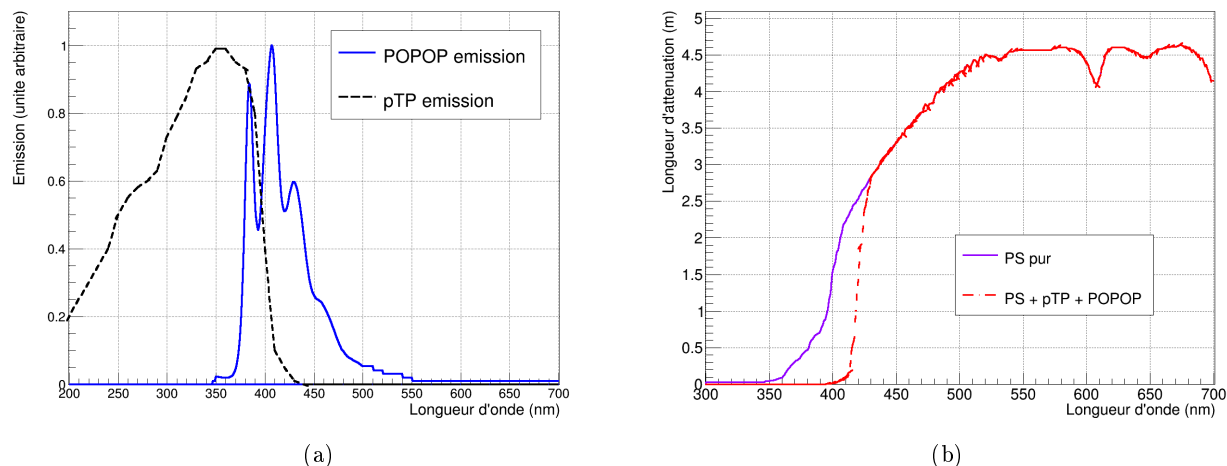 Emission (unite arbitraire)
1
0.8
0.6
0.4
0.2
0
POPOP emission
pTP emission
200 250 300 350 400 450 500 550 600 650 700
Longueur d'onde (nm)
(a)
Longueur d'attenuation (m)
5
4.5
4
3.5
3
2.5
2
1.5
1
0.5
0
PS pur
PS + pTP + POPOP
300 350 400 450 500 550 600 650 700
Longueur d'onde (nm)
(b)